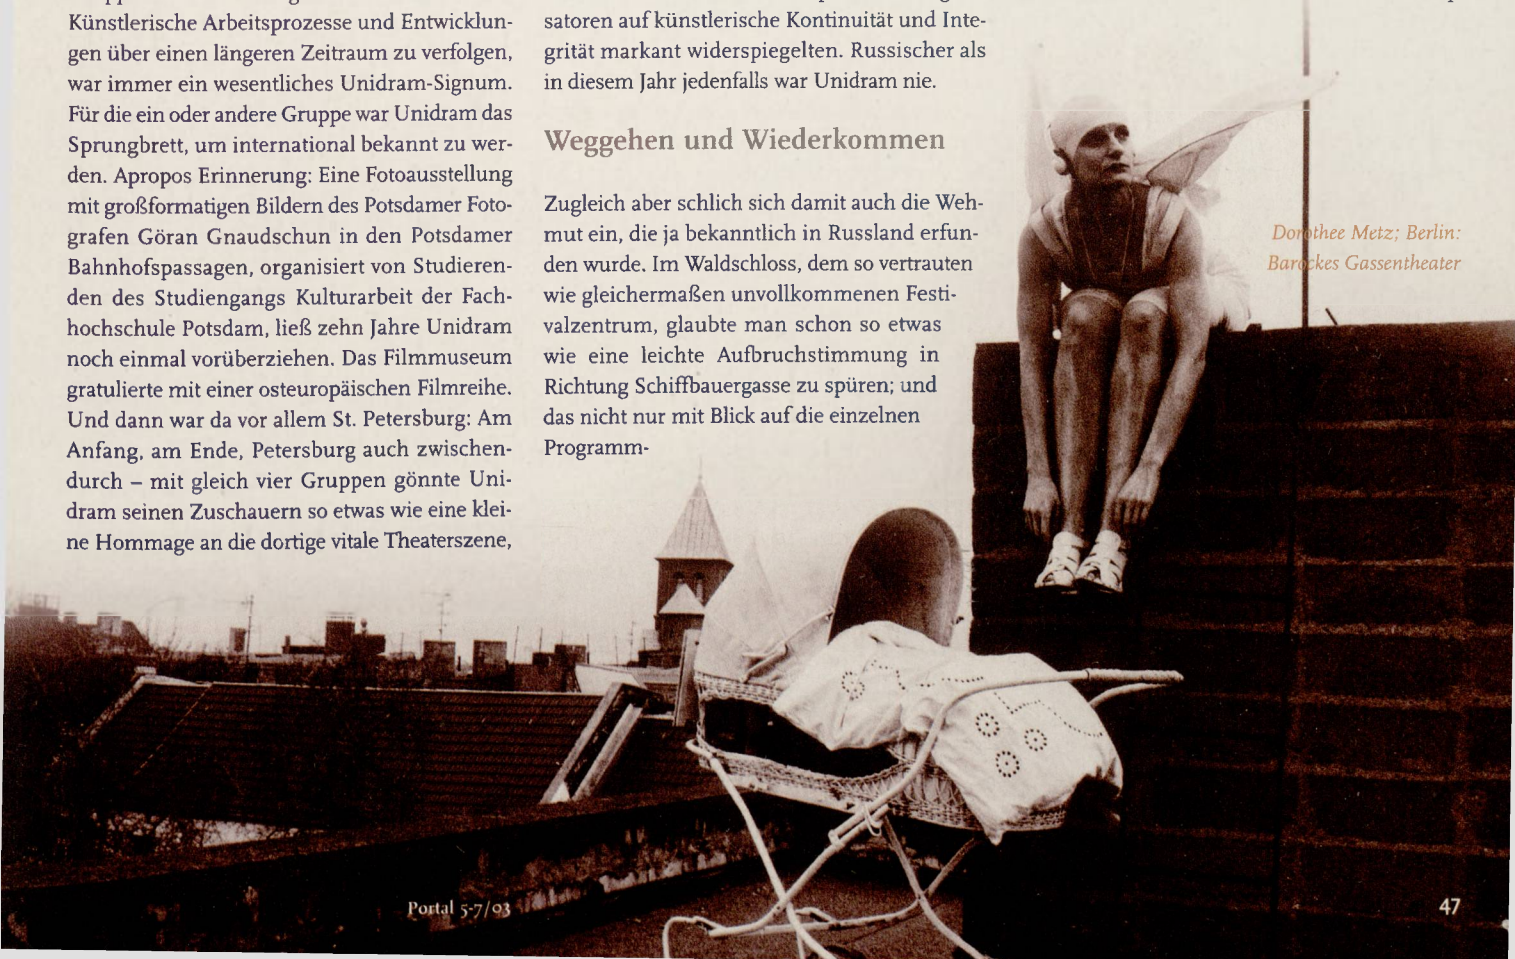 Künstlerische Arbeitsprozesse und Entwicklun-
gen über einen längeren Zeitraum zu verfolgen,
war immer ein wesentliches Unidram-Signum.
Für die ein oder andere Gruppe war Unidram das
Sprungbrett, um international bekannt zu wer-
den. Apropos Erinnerung: Eine Fotoausstellung
mit großformatigen Bildern des Potsdamer Foto-
grafen Göran Gnaudschun in den Potsdamer
Bahnhofspassagen, organisiert von Studieren-
den des Studiengangs Kulturarbeit der Fach-
hochschule Potsdam, ließ zehn Jahre Unidram
noch einmal vorüberziehen. Das Filmmuseum
gratulierte mit einer osteuropäischen Filmreihe.
Und dann war da vor allem St. Petersburg: Am
Anfang, am Ende, Petersburg auch zwischen-
durch – mit gleich vier Gruppen gönnte Uni-
dram seinen Zuschauern so etwas wie eine klei-
ne Hommage an die dortige vitale Theaterszene,
satoren auf künstlerische Kontinuität und Inte-
grität markant widerspiegelten. Russischer als
in diesem Jahr jedenfalls war Unidram nie.
Weggehen und Wiederkommen
Zugleich aber schlich sich damit auch die Weh-
mut ein, die ja bekanntlich in Russland erfun-
den wurde. Im Waldschloss, dem so vertrauten
wie gleichermaßen unvollkommenen Festi-
valzentrum, glaubte man schon so etwas
wie eine leichte Aufbruchstimmung in
Richtung Schiffbauergasse zu spüren; und
das nicht nur mit Blick auf die einzelnen
Programm-
Dorothee Metz; Berlin:
Barockes Gassentheater
Portal 5-7/03
47